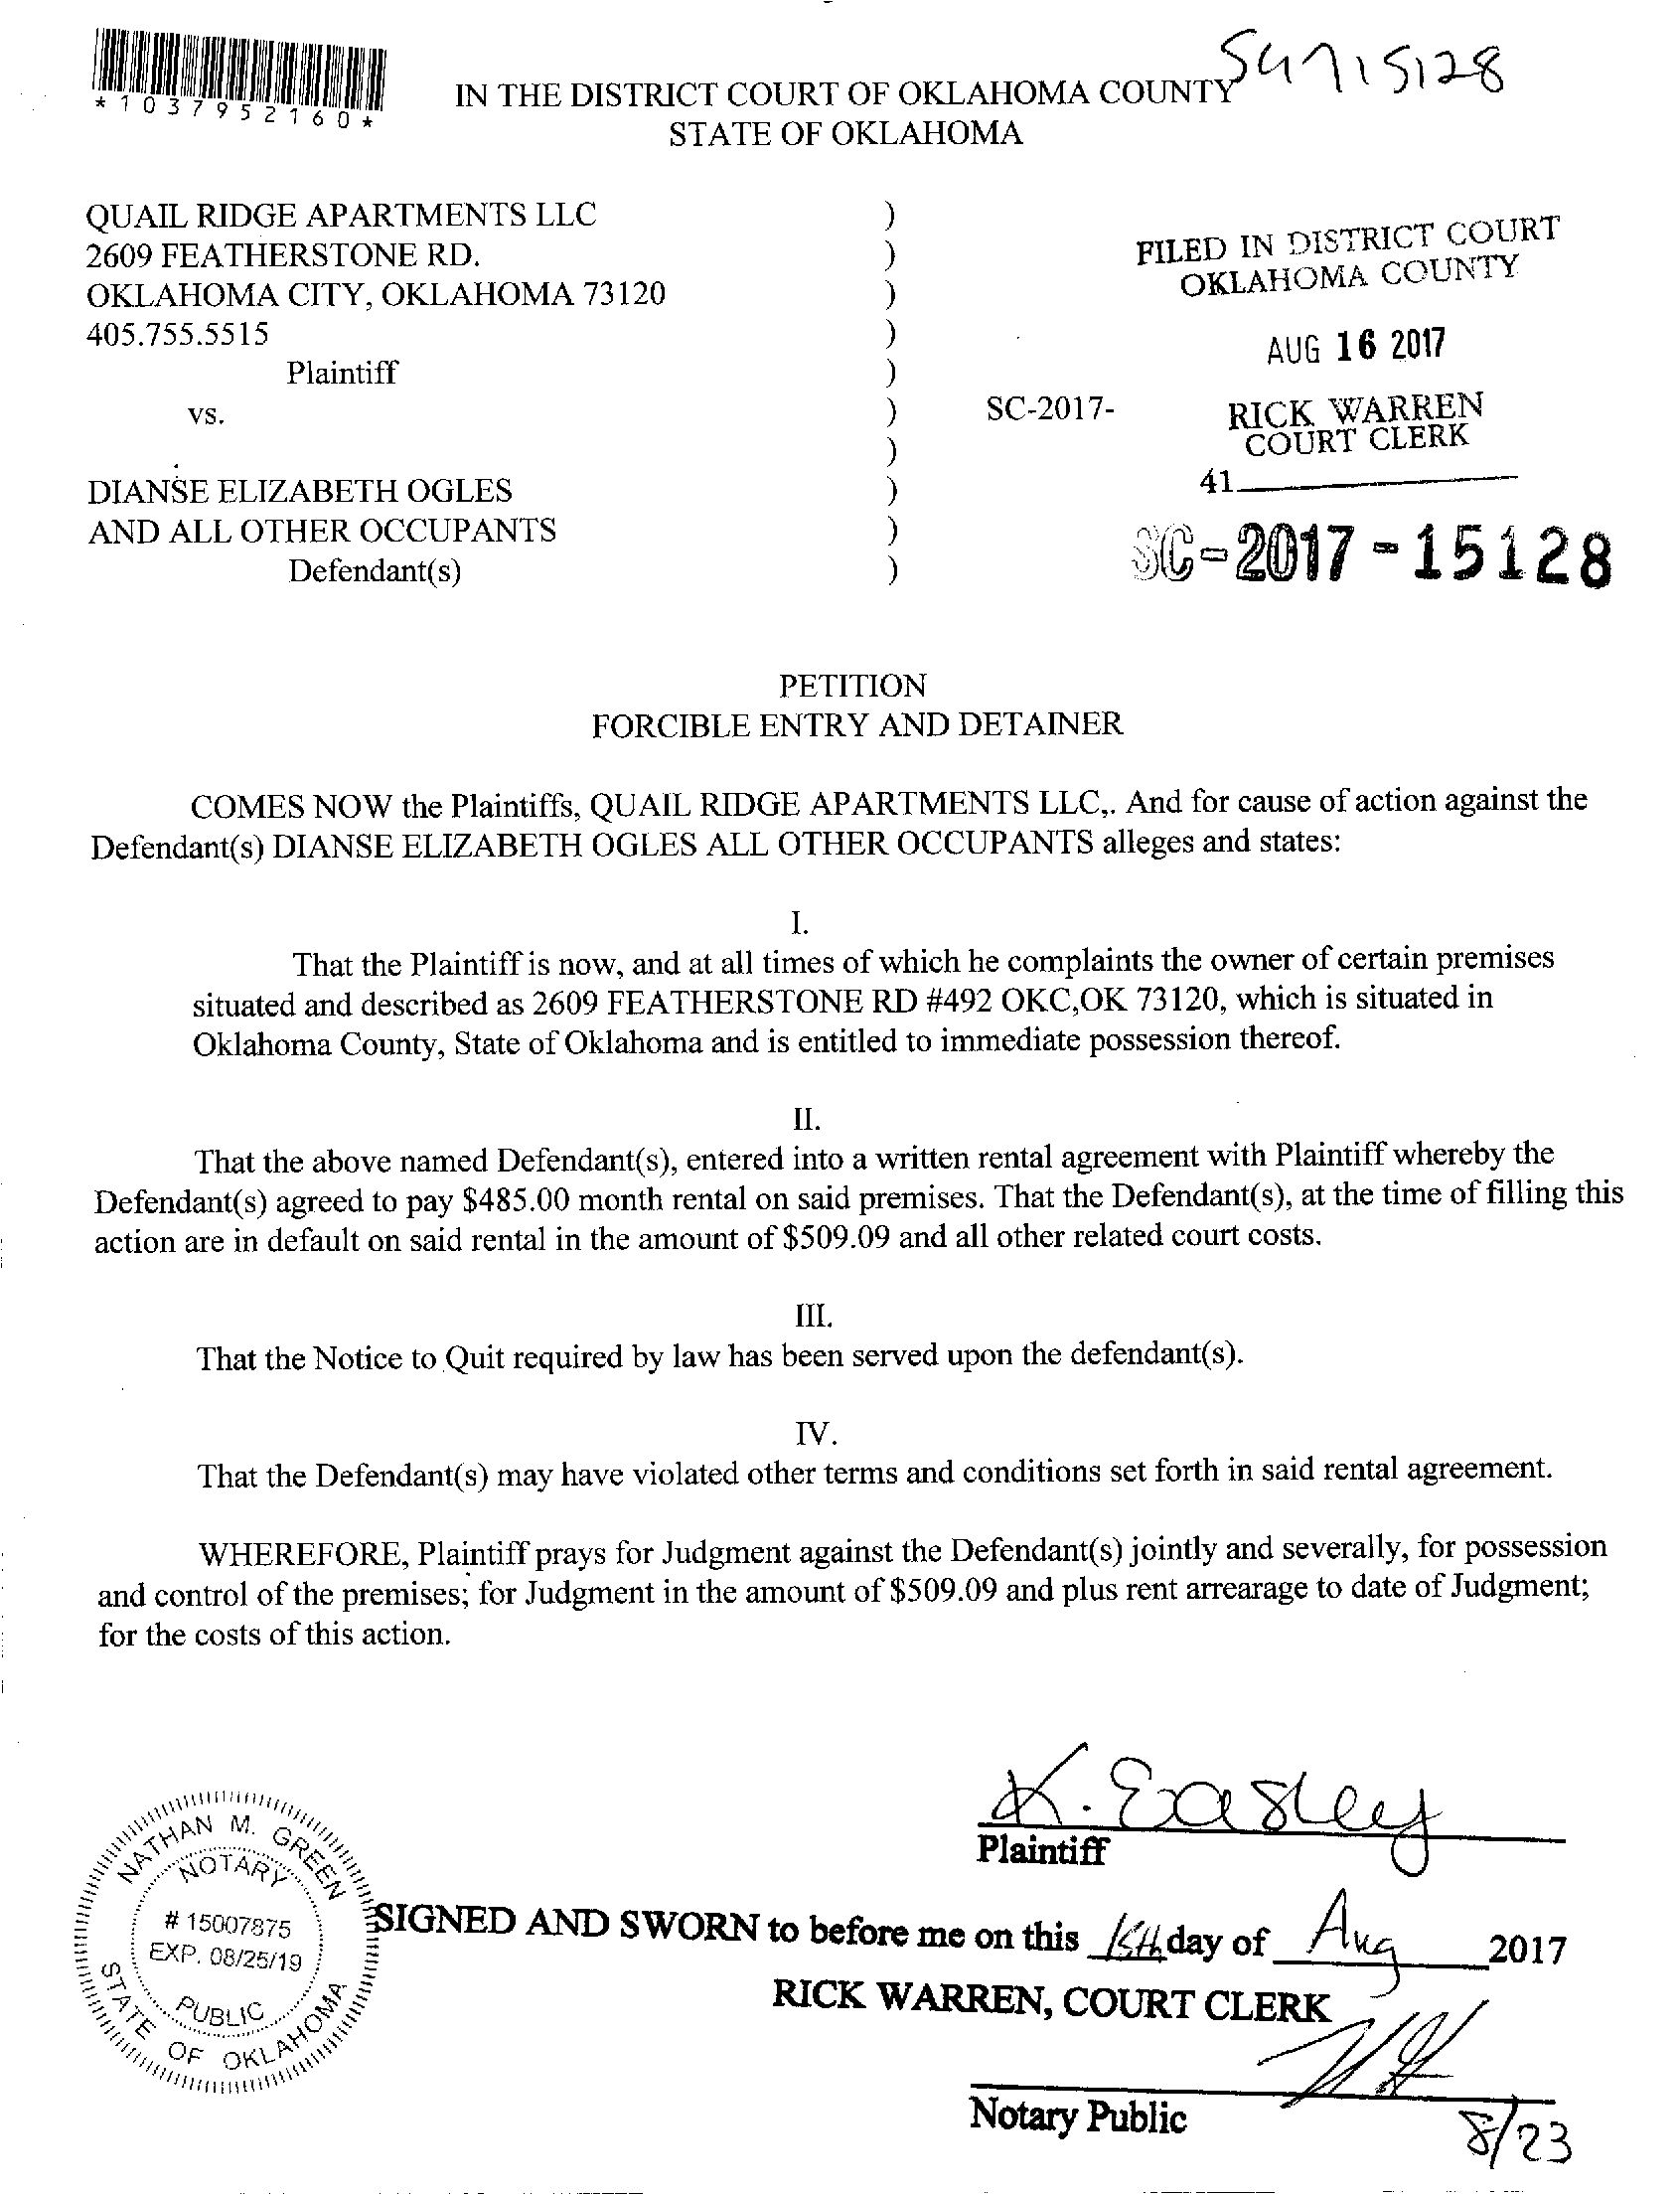 S4715128
*1037952160*
IN THE DISTRICT COURT OF OKLAHOMA COUNTY
STATE OF OKLAHOMA
QUAIL RIDGE APARTMENTS LLC )
2609 FEATHERSTONE RD. )
OKLAHOMA CITY, OKLAHOMA 73120 )
405.755.5515 )
Plaintiff )
vs. ) SC-2017-
)
DIANSE ELIZABETH OGLES )
AND ALL OTHER OCCUPANTS )
Defendant(s) )
FILED IN DISTRICT COURT
OKLAHOMA COUNTY
AUG 16 2017
RICK WARREN
COURT CLERK
41
SC-2017-15128
PETITION
FORCIBLE ENTRY AND DETAINER
COMES NOW the Plaintiffs, QUAIL RIDGE APARTMENTS LLC,. And for cause of action against the
Defendant(s) DIANSE ELIZABETH OGLES ALL OTHER OCCUPANTS alleges and states:
I.
That the Plaintiff is now, and at all times of which he complaints the owner of certain premises
situated and described as 2609 FEATHERSTONE RD #492 OKC,OK 73120, which is situated in
Oklahoma County, State of Oklahoma and is entitled to immediate possession thereof.
II.
That the above named Defendant(s), entered into a written rental agreement with Plaintiff whereby the
Defendant(s) agreed to pay $485.00 month rental on said premises. That the Defendant(s), at the time of filling this
action are in default on said rental in the amount of $509.09 and all other related court costs.
III.
That the Notice to Quit required by law has been served upon the defendant(s).
IV.
That the Defendant(s) may have violated other terms and conditions set forth in said rental agreement.
WHEREFORE, Plaintiff prays for Judgment against the Defendant(s) jointly and severally, for possession
and control of the premises; for Judgment in the amount of $509.09 and plus rent arrearage to date of Judgment;
for the costs of this action.
K. Easley
Plaintiff
NATHAN M. GREEN
NOTARY
# 15007875
EXP. 08/25/19
PUBLIC
STATE OF OKLAHOMA
SIGNED AND SWORN to before me on this 15th day of Aug 2017
RICK WARREN, COURT CLERK
Notary Public
8/23